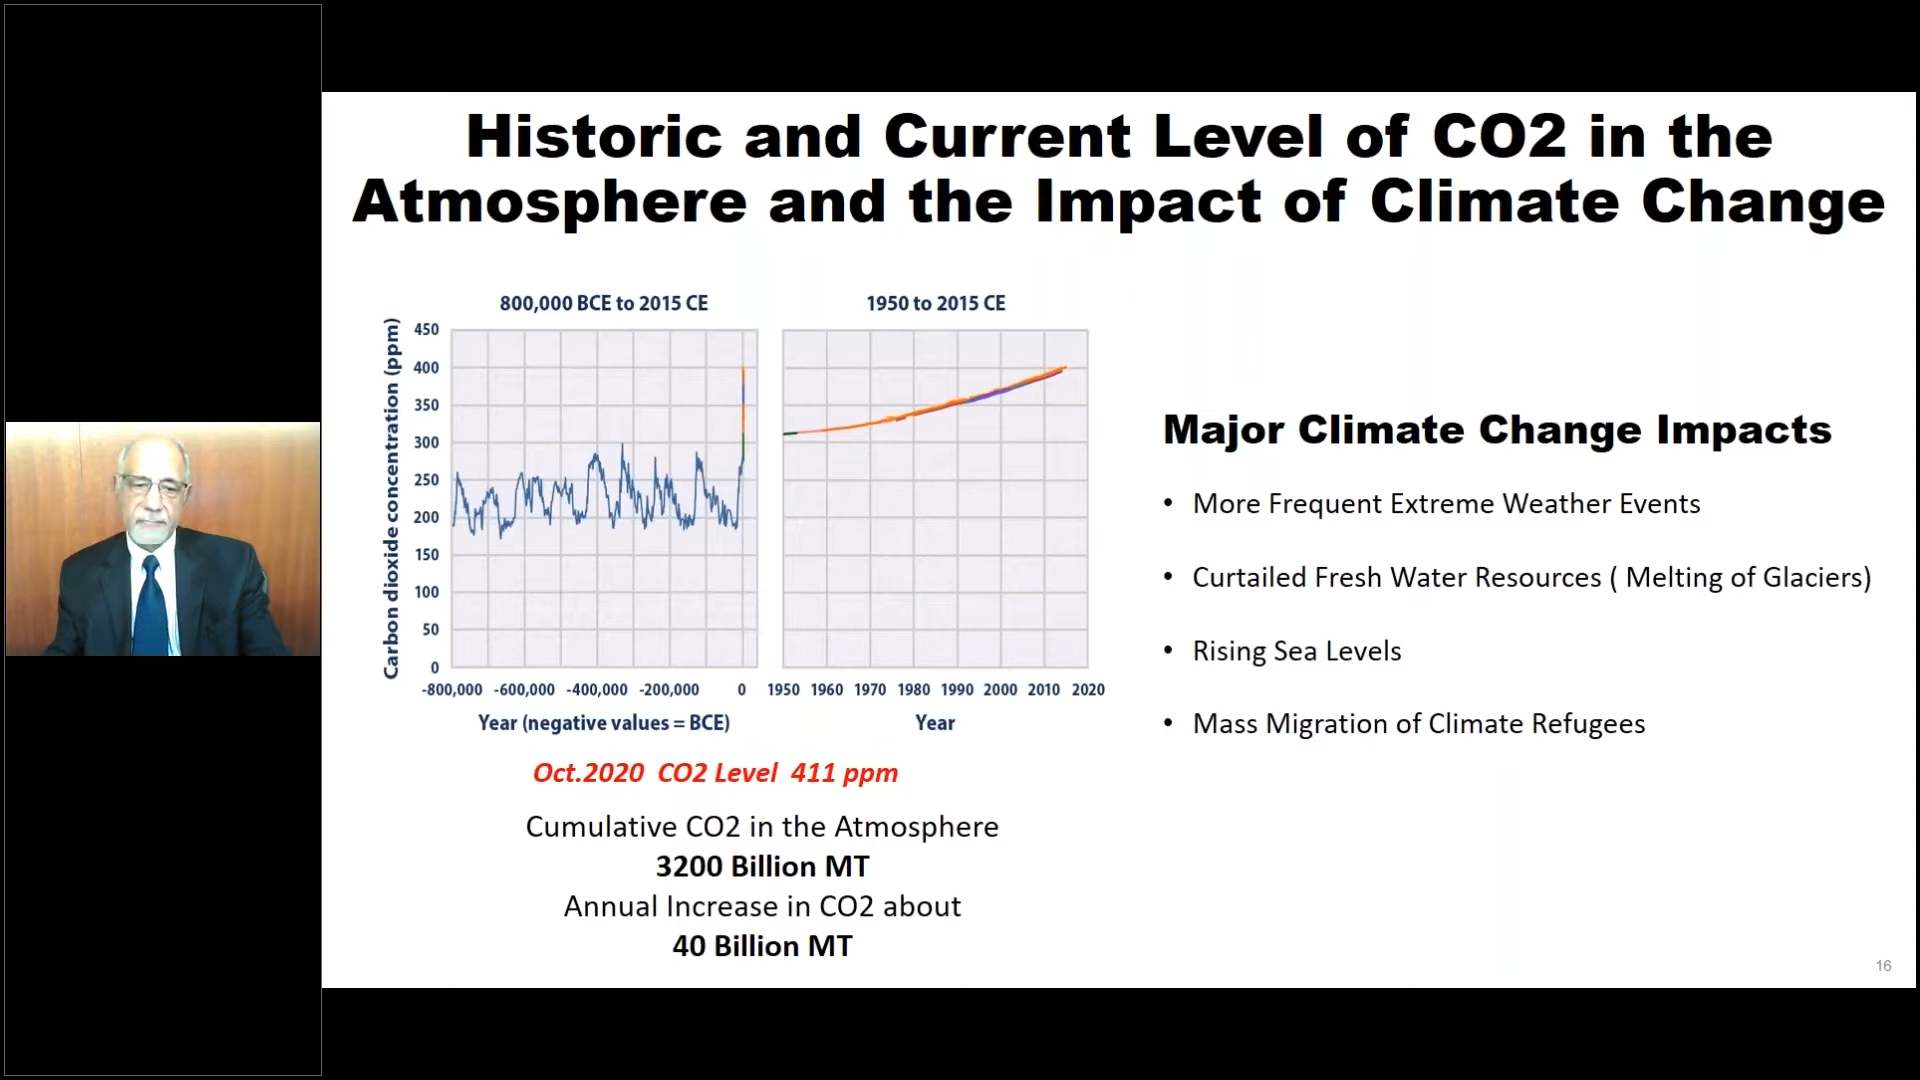 Historic and Current Level of CO2 in the
Atmosphere and the Impact of Climate Change
800,000 BCE to 2015 CE
1950 to 2015 CE
Carbon dioxide concentration (ppm)
450
400
350
300
250
200
150
100
50
0
-800,000 -600,000 -400,000 -200,000 0
1950 1960 1970 1980 1990 2000 2010 2020
Year (negative values = BCE)
Year
Oct.2020 CO2 Level 411 ppm
Cumulative CO2 in the Atmosphere
3200 Billion MT
Annual Increase in CO2 about
40 Billion MT
Major Climate Change Impacts
• More Frequent Extreme Weather Events
• Curtailed Fresh Water Resources ( Melting of Glaciers)
• Rising Sea Levels
• Mass Migration of Climate Refugees
16